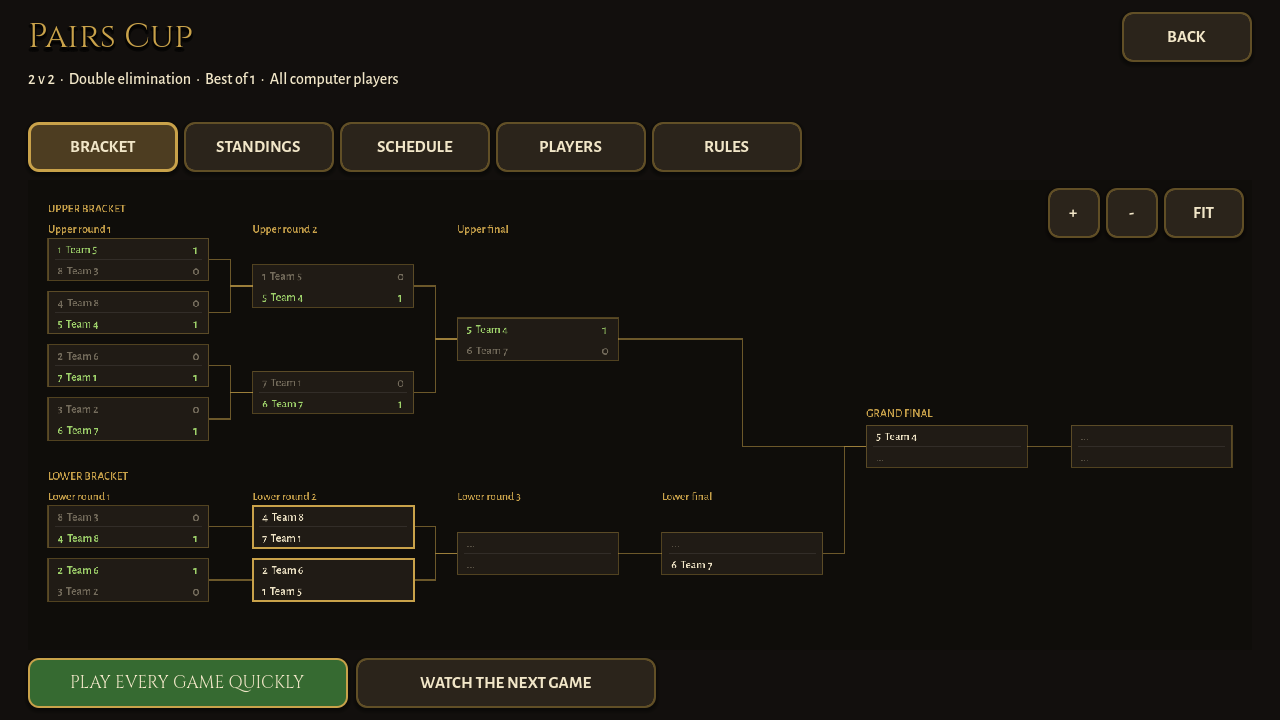 Pairs Cup
BACK
2 v 2 · Double elimination · Best of 1 · All computer players
BRACKET
STANDINGS
SCHEDULE
PLAYERS
RULES
+
-
FIT
UPPER BRACKET
Upper round 1
Upper round 2
Upper final
1 Team 5 1
8 Team 3 0
4 Team 8 0
5 Team 4 1
2 Team 6 0
7 Team 1 1
3 Team 2 0
6 Team 7 1
1 Team 5 0
5 Team 4 1
7 Team 1 0
6 Team 7 1
5 Team 4 1
6 Team 7 0
GRAND FINAL
5 Team 4
...
...
...
LOWER BRACKET
Lower round 1
Lower round 2
Lower round 3
Lower final
8 Team 3 0
4 Team 8 1
2 Team 6 1
3 Team 2 0
4 Team 8
7 Team 1
2 Team 6
1 Team 5
...
...
...
6 Team 7
PLAY EVERY GAME QUICKLY
WATCH THE NEXT GAME